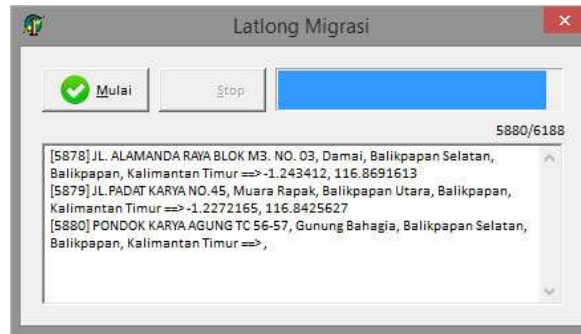 Latlong Migrasi
Mulai
Stop
5880/6188
[5878] JL. ALAMANDA RAYA BLOK M3. NO. 03, Damai, Balikpapan Selatan,
Balikpapan, Kalimantan Timur ==>-1.243412, 116.8691613
[5879] JL.PADAT KARYA NO.45, Muara Rapak, Balikpapan Utara, Balikpapan,
Kalimantan Timur ==>-1.2272165, 116.8425627
[5880] PONDOK KARYA AGUNG TC 56-57, Gunung Bahagia, Balikpapan Selatan,
Balikpapan, Kalimantan Timur ==>,